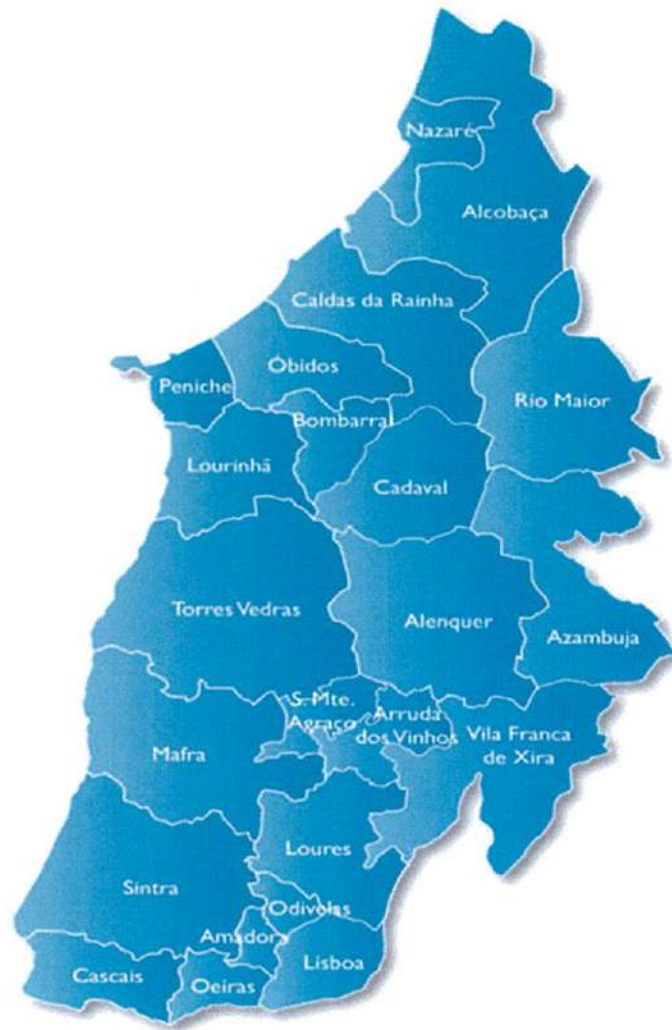 Nazaré
Alcobaça
Caldas da Rainha
Óbidos
Peniche
Rio Maior
Bombarral
Lourinhã
Cadaval
Torres Vedras
Alenquer
Azambuja
S. Mte.
Agraço
Arruda
dos Vinhos
Vila Franca
de Xira
Mafra
Loures
Sintra
Odivelas
Amadora
Lisboa
Cascais
Oeiras